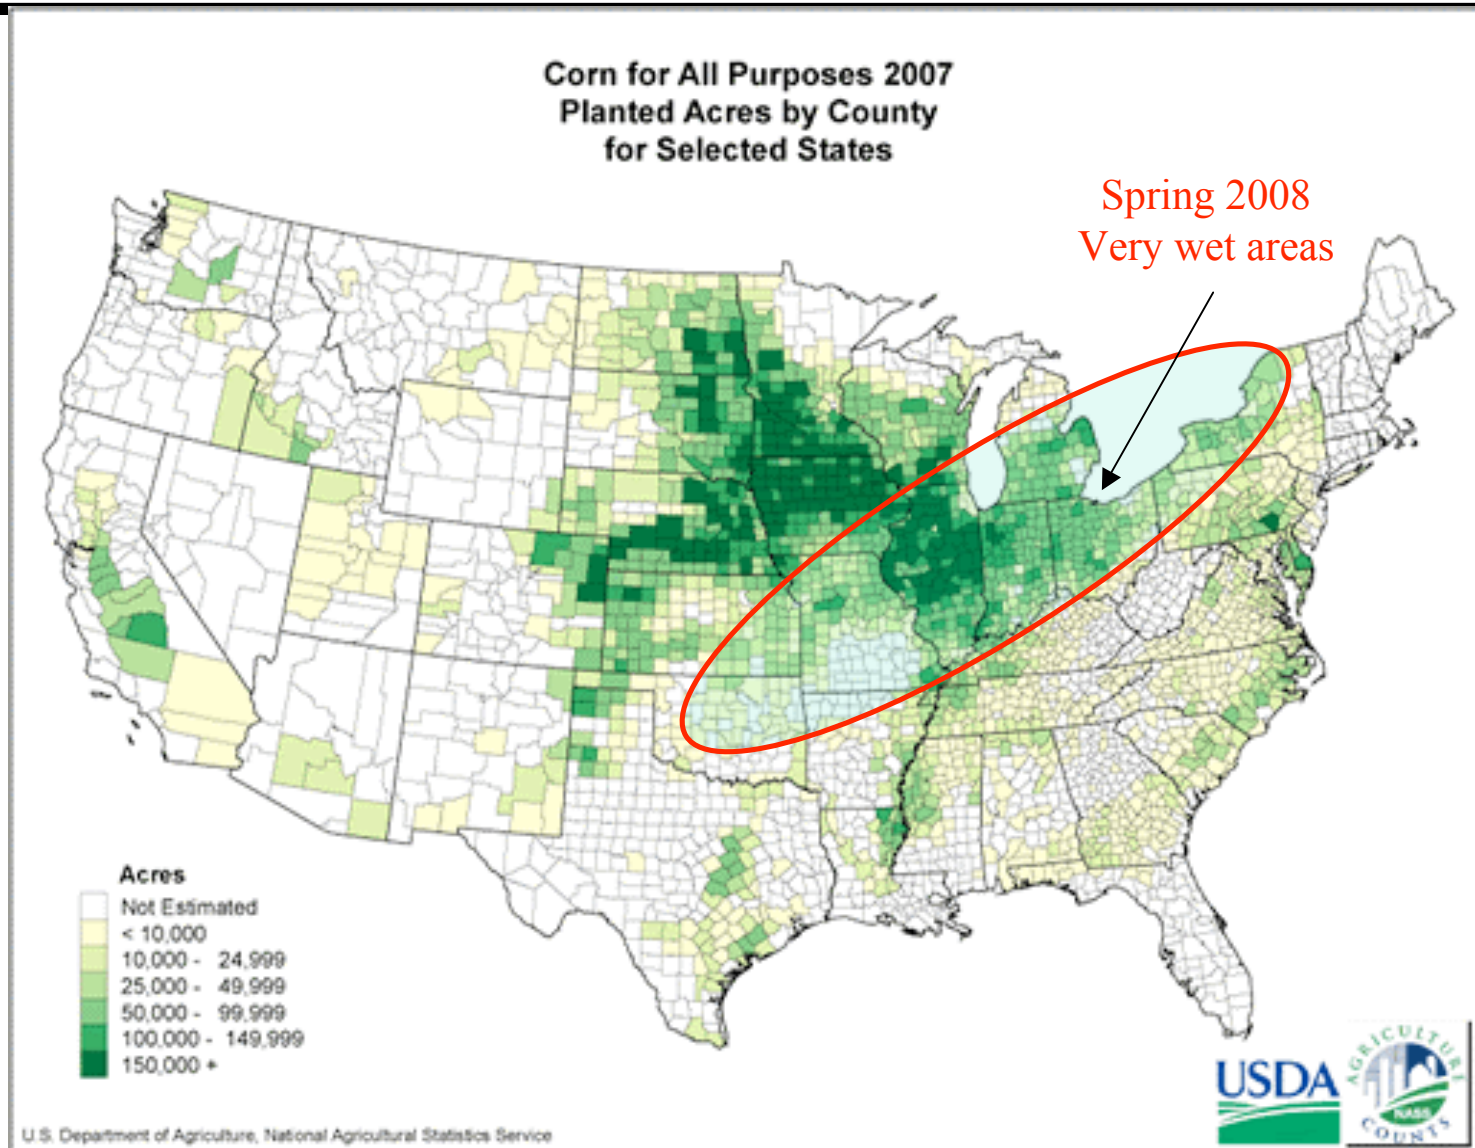 Corn for All Purposes 2007
Planted Acres by County
for Selected States
Spring 2008
Very wet areas
Acres
Not Estimated
< 10,000
10,000 - 24,999
25,000 - 49,999
50,000 - 99,999
100,000 - 149,999
150,000 +
USDA
AGRICULTURE
NASS
COUNTS
U.S. Department of Agriculture, National Agricultural Statistics Service